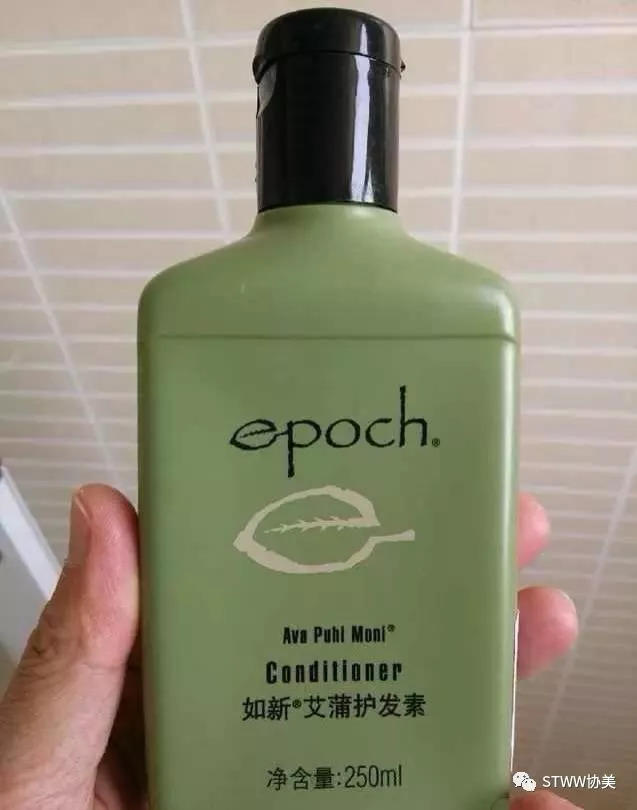 epoch®
Ava Puhi Moni®
Conditioner
如新®艾蒲护发素
净含量:250ml
STWW协美